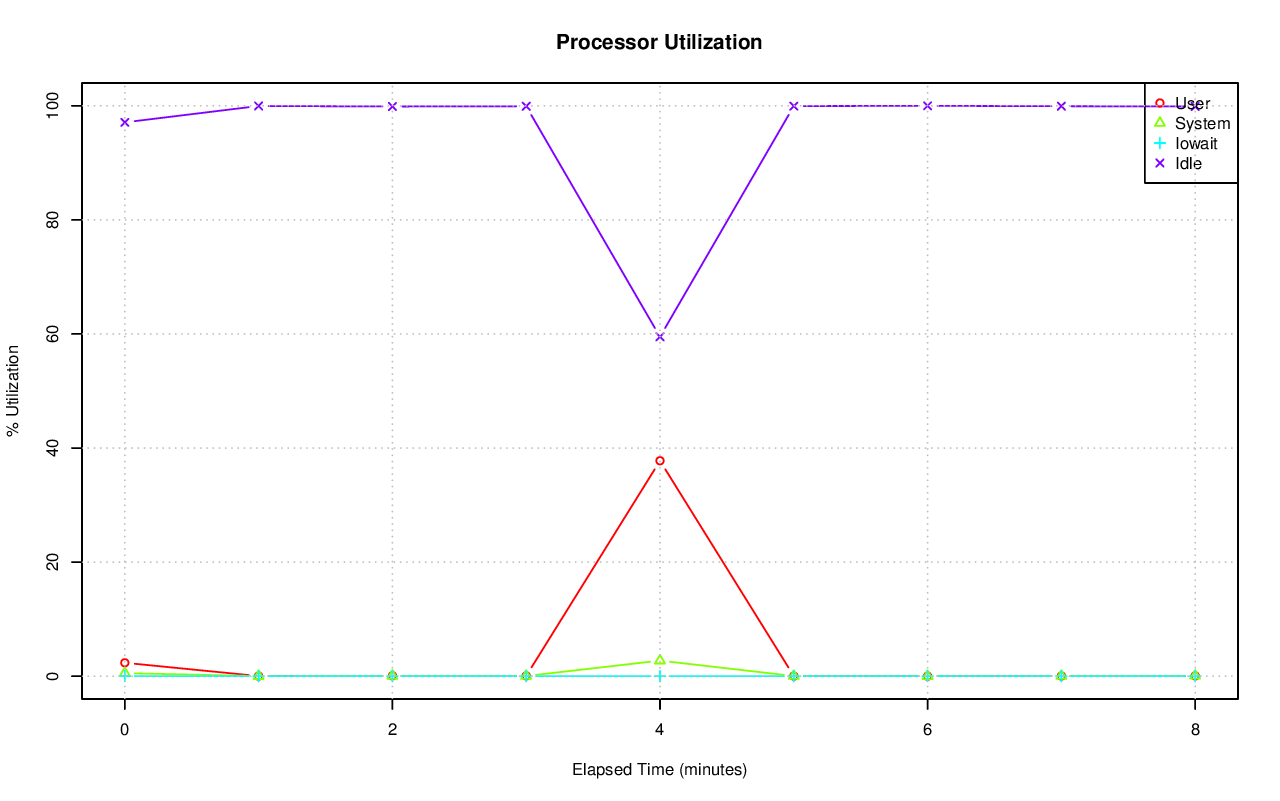 Processor Utilization
% Utilization
100
80
60
40
20
0
User
System
Iowait
Idle
0 2 4 6 8
Elapsed Time (minutes)